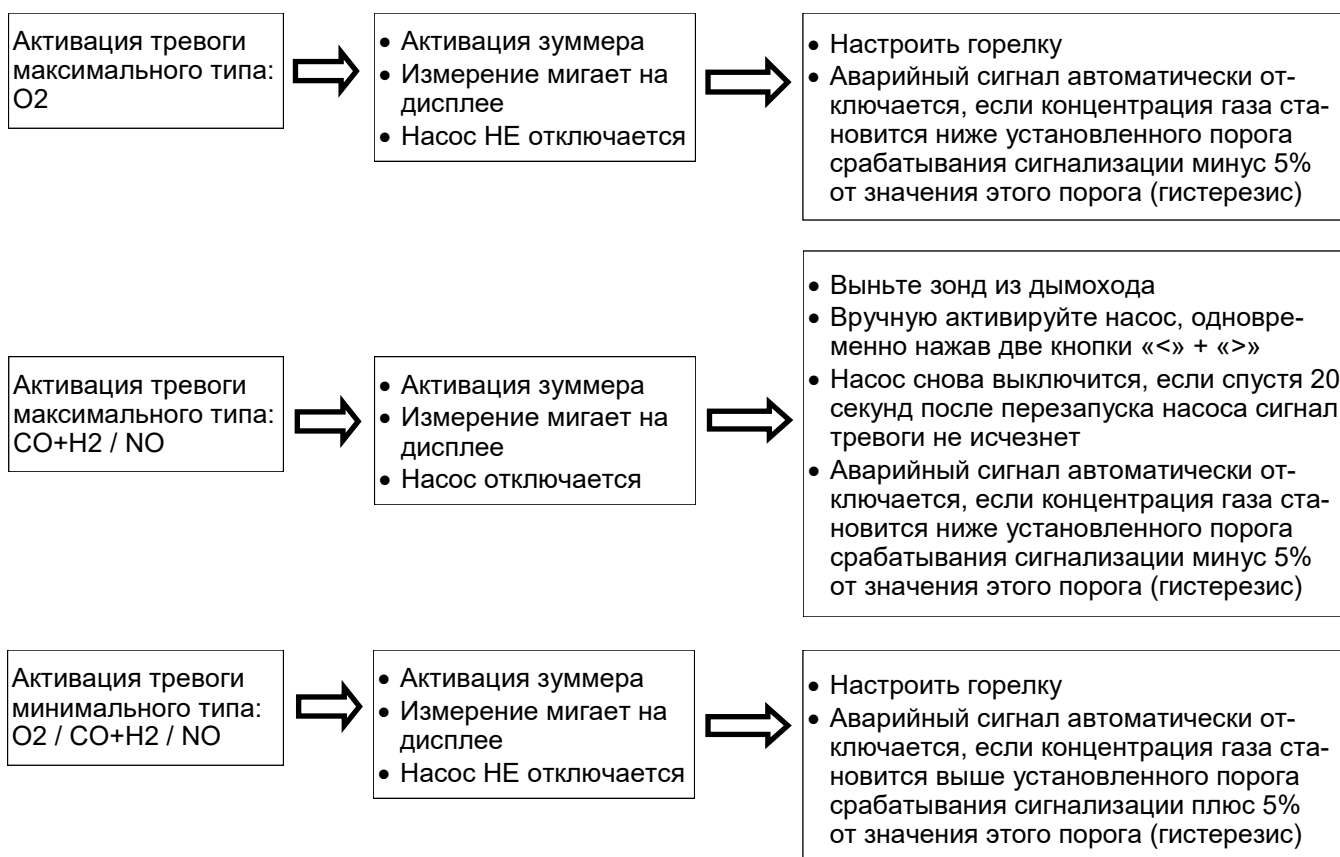 Активация тревоги
максимального типа:
O2
• Активация зуммера
• Измерение мигает на
дисплее
• Насос НЕ отключается
• Настроить горелку
• Аварийный сигнал автоматически от-
ключается, если концентрация газа ста-
новится ниже установленного порога
срабатывания сигнализации минус 5%
от значения этого порога (гистерезис)
Активация тревоги
максимального типа:
CO+H2 / NO
• Активация зуммера
• Измерение мигает на
дисплее
• Насос отключается
• Выньте зонд из дымохода
• Вручную активируйте насос, одновре-
менно нажав две кнопки «<» + «>»
• Насос снова выключится, если спустя 20
секунд после перезапуска насоса сигнал
тревоги не исчезнет
• Аварийный сигнал автоматически от-
ключается, если концентрация газа ста-
новится ниже установленного порога
срабатывания сигнализации минус 5%
от значения этого порога (гистерезис)
Активация тревоги
минимального типа:
O2 / CO+H2 / NO
• Активация зуммера
• Измерение мигает на
дисплее
• Насос НЕ отключается
• Настроить горелку
• Аварийный сигнал автоматически от-
ключается, если концентрация газа ста-
новится выше установленного порога
срабатывания сигнализации плюс 5%
от значения этого порога (гистерезис)